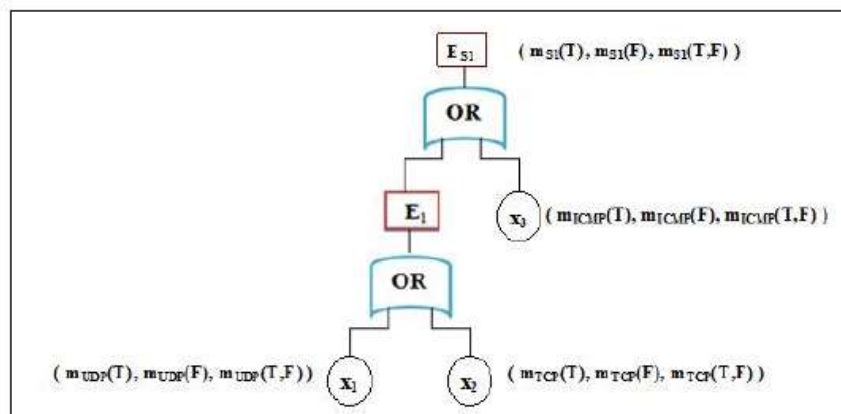 E_S1 ( m_S1(T), m_S1(F), m_S1(T,F) )
OR
E_1
x_3 ( m_ICMP(T), m_ICMP(F), m_ICMP(T,F) )
OR
( m_UDP(T), m_UDP(F), m_UDP(T,F) ) x_1 x_2 ( m_TCP(T), m_TCP(F), m_TCP(T,F) )